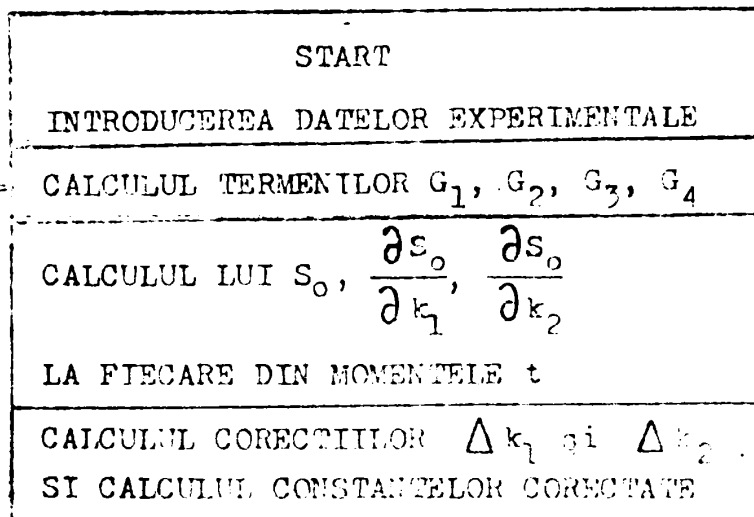 START
INTRODUCEREA DATELOR EXPERIMENTALE
CALCULUL TERMENILOR G₁, G₂, G₃, G₄
CALCULUL LUI S₀, ∂S₀/∂k₁, ∂S₀/∂k₂
LA FIECARE DIN MOMENTELE t
CALCULUL CORECTIILOR Δk₁ și Δk₂
SI CALCULUL CONSTANTELOR CORECTATE